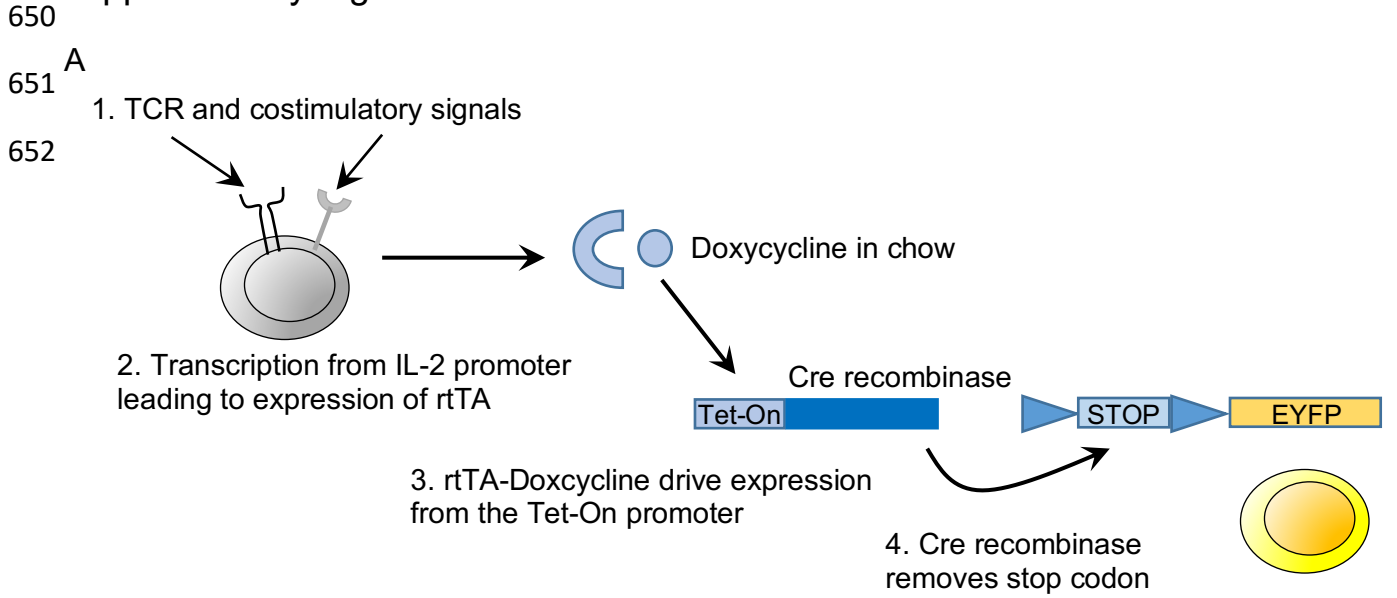 650
A
651
1. TCR and costimulatory signals
652
Doxycycline in chow
2. Transcription from IL-2 promoter
leading to expression of rtTA
Cre recombinase
Tet-On
STOP
EYFP
3. rtTA-Doxcycline drive expression
from the Tet-On promoter
4. Cre recombinase
removes stop codon